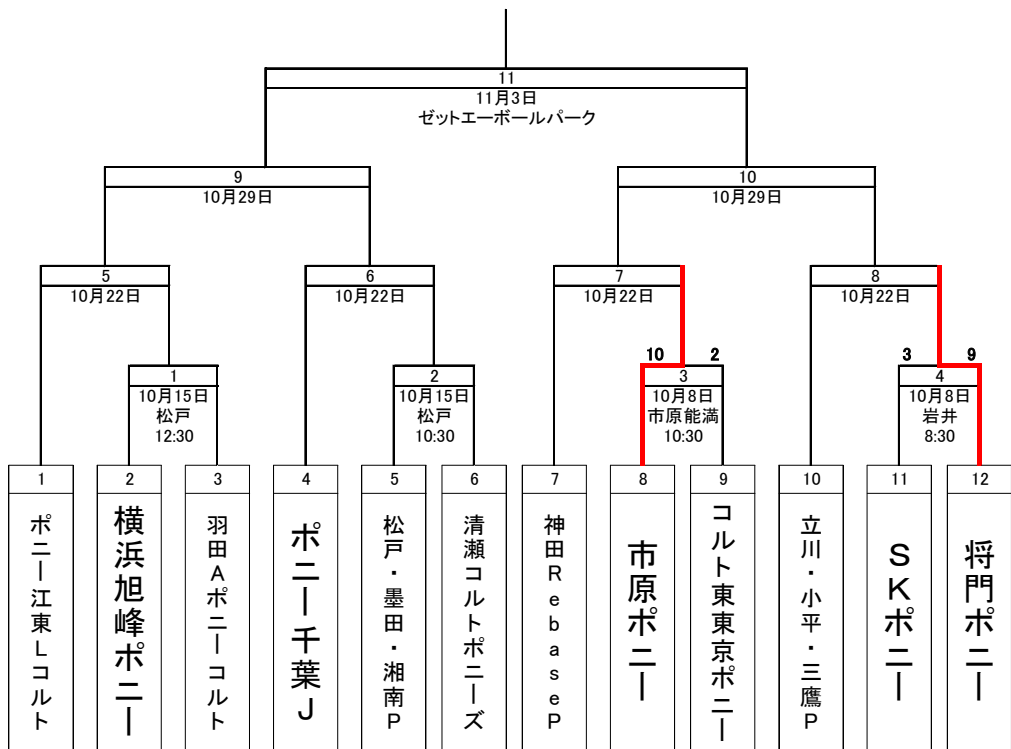 11
11月3日
ゼットエーボールパーク
9
10月29日
10
10月29日
5
10月22日
6
10月22日
7
10月22日
8
10月22日
1
10月15日
松戸
12:30
2
10月15日
松戸
10:30
10 2
3
10月8日
市原能満
10:30
3 9
4
10月8日
岩井
8:30
1
ポニー江東Lコルト
2
横浜旭峰ポニー
3
羽田Aポニーコルト
4
ポニー千葉J
5
松戸・墨田・湘南P
6
清瀬コルトポニーズ
7
神田RebaseP
8
市原ポニー
9
コルト東東京ポニー
10
立川・小平・三鷹P
11
SKポニー
12
将門ポニー